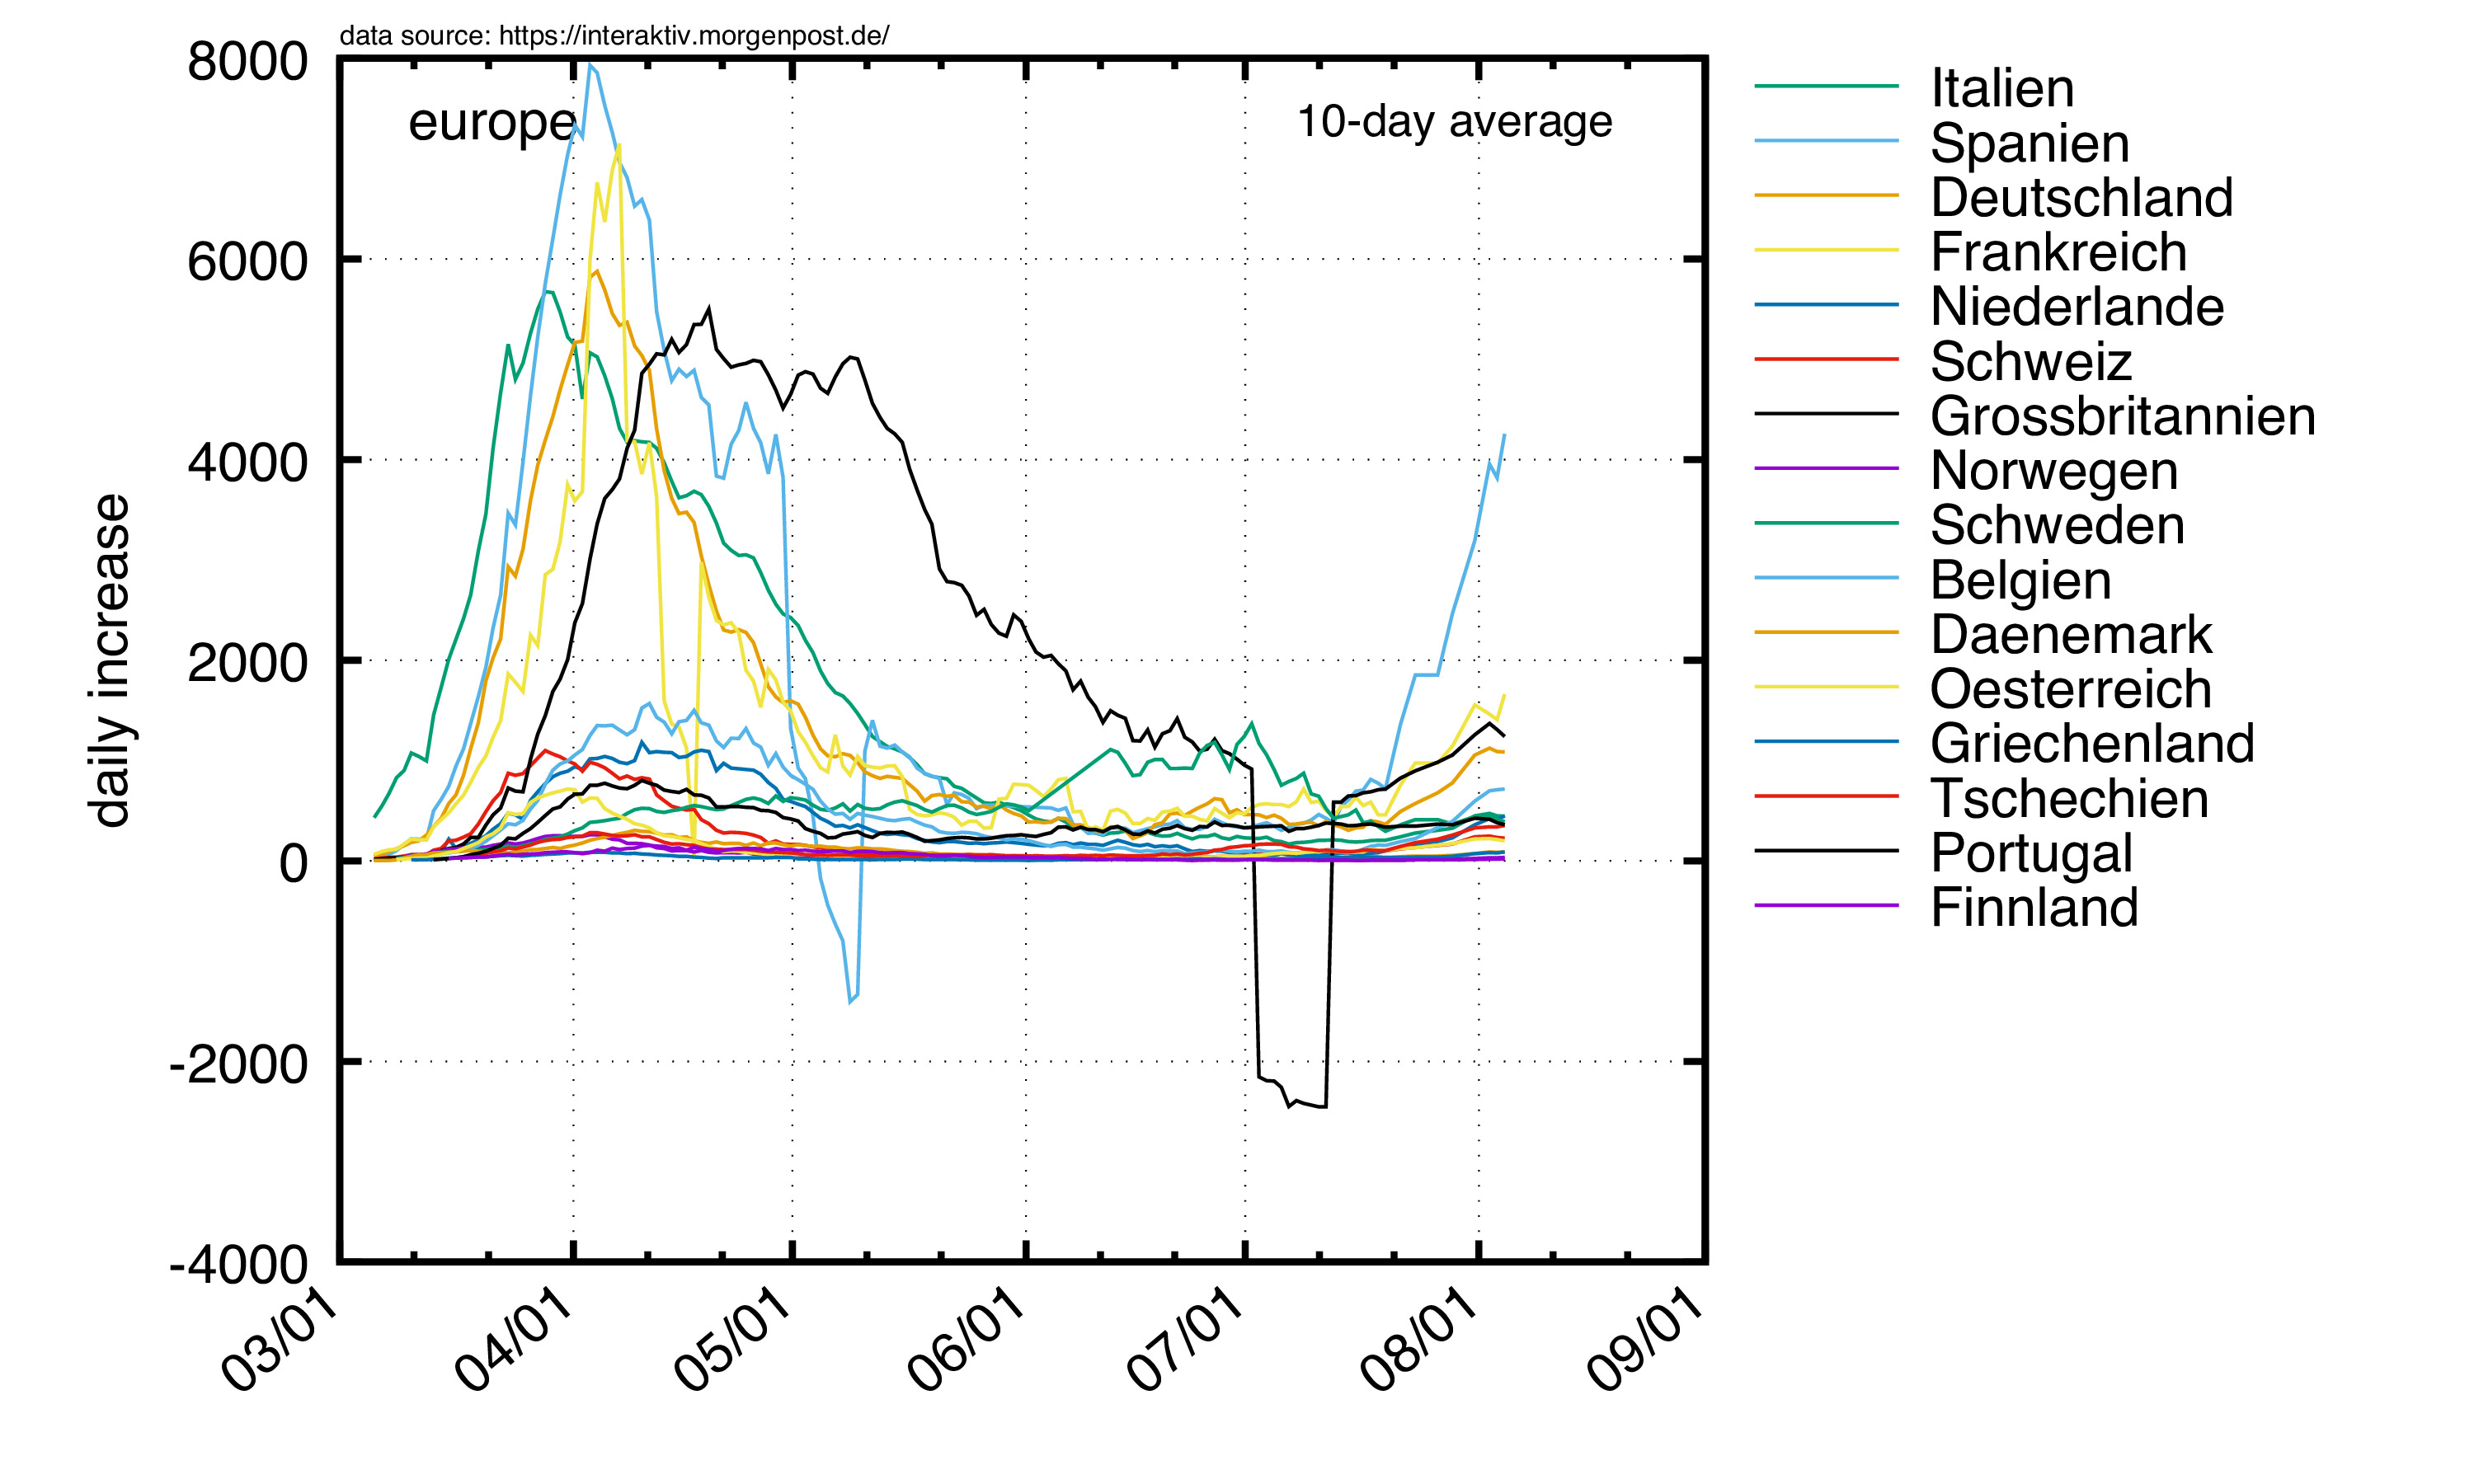 data source: https://interaktiv.morgenpost.de/
europe
10-day average
daily increase
8000
6000
4000
2000
0
-2000
-4000
03/01
04/01
05/01
06/01
07/01
08/01
09/01
Italien
Spanien
Deutschland
Frankreich
Niederlande
Schweiz
Grossbritannien
Norwegen
Schweden
Belgien
Daenemark
Oesterreich
Griechenland
Tschechien
Portugal
Finnland